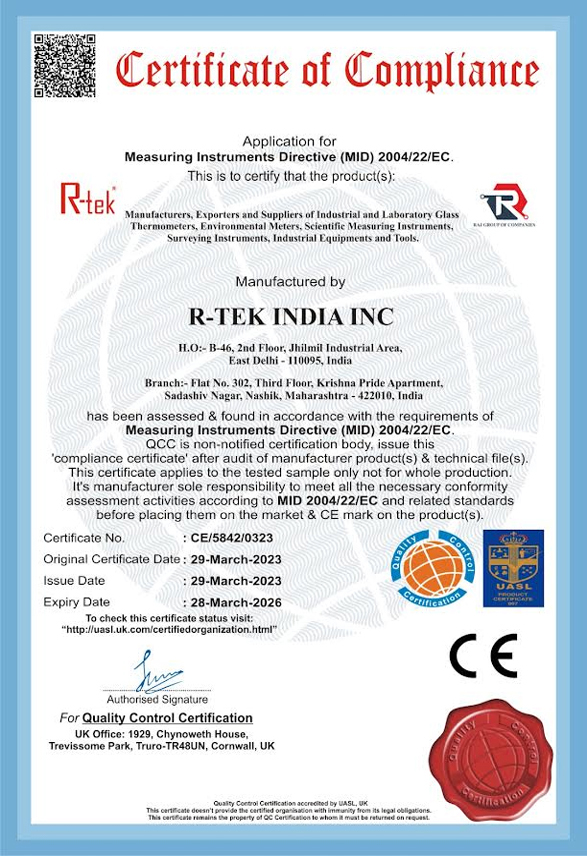 Certificate of Compliance
Application for
Measuring Instruments Directive (MID) 2004/22/EC.
This is to certify that the product(s):
R-tek®
R
RAJ GROUP OF COMPANIES
Manufacturers, Exporters and Suppliers of Industrial and Laboratory Glass
Thermometers, Environmental Meters, Scientific Measuring Instruments,
Surveying Instruments, Industrial Equipments and Tools.
Manufactured by
R-TEK INDIA INC
H.O:- B-46, 2nd Floor, Jhilmil Industrial Area,
East Delhi - 110095, India
Branch:- Flat No. 302, Third Floor, Krishna Pride Apartment,
Sadashiv Nagar, Nashik, Maharashtra - 422010, India
has been assessed & found in accordance with the requirements of
Measuring Instruments Directive (MID) 2004/22/EC.
QCC is non-notified certification body, issue this
'compliance certificate' after audit of manufacturer product(s) & technical file(s).
This certificate applies to the tested sample only not for whole production.
It's manufacturer sole responsibility to meet all the necessary conformity
assessment activities according to MID 2004/22/EC and related standards
before placing them on the market & CE mark on the product(s).
Certificate No. : CE/5842/0323
Original Certificate Date : 29-March-2023
Issue Date : 29-March-2023
Expiry Date : 28-March-2026
To check this certificate status visit:
"http://uasl.uk.com/certifiedorganization.html"
Quality Control
Certification
UASL
PRODUCT
CERTIFICATE
007
CE
Authorised Signature
For Quality Control Certification
UK Office: 1929, Chynoweth House,
Trevissome Park, Truro-TR48UN, Cornwall, UK
Quality Control
Certification
Quality Control Certification accredited by UASL, UK
This certificate doesn't provide the certified organisation with immunity from its legal obligations.
This certificate remains the property of QC Certification to whom it must be returned on request.